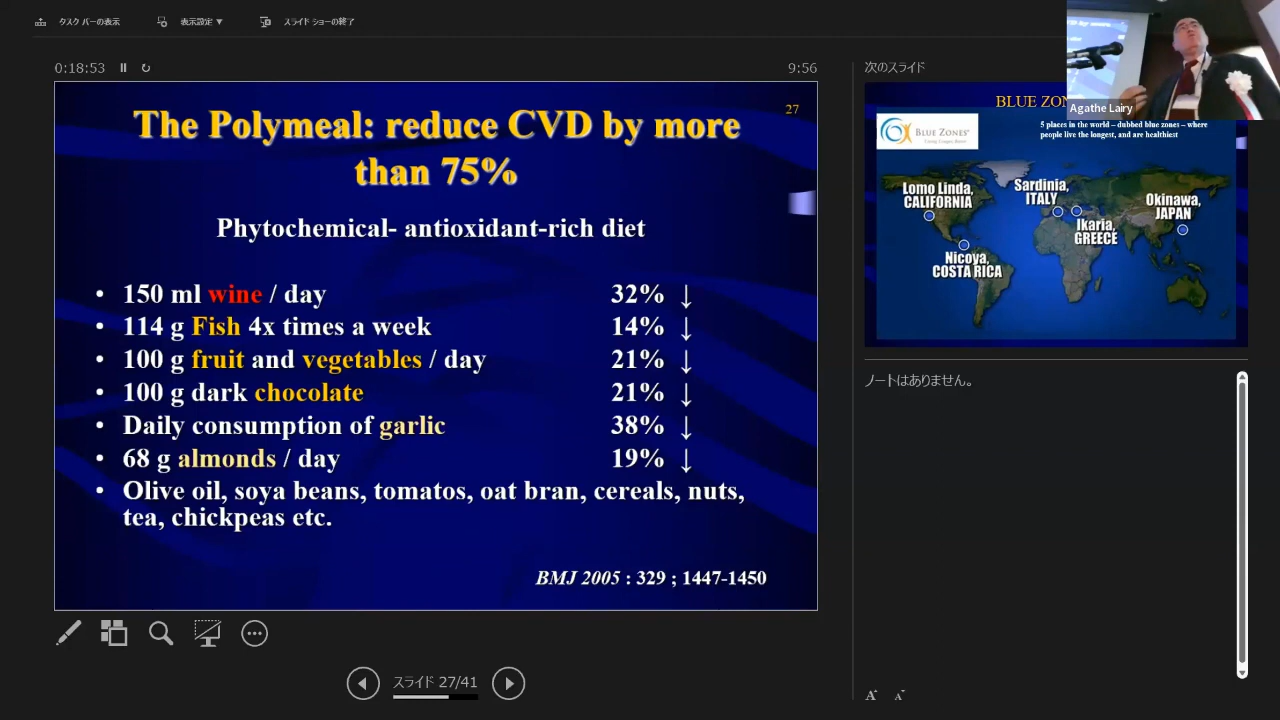 タスク バーの表示
表示設定 ▼
スライド ショーの終了
0:18:53
9:56
27
The Polymeal: reduce CVD by more
than 75%
Phytochemical- antioxidant-rich diet
• 150 ml wine / day 32% ↓
• 114 g Fish 4x times a week 14% ↓
• 100 g fruit and vegetables / day 21% ↓
• 100 g dark chocolate 21% ↓
• Daily consumption of garlic 38% ↓
• 68 g almonds / day 19% ↓
• Olive oil, soya beans, tomatos, oat bran, cereals, nuts,
tea, chickpeas etc.
BMJ 2005 : 329 ; 1447-1450
スライド 27/41
次のスライド
Agathe Lairy
BLUE ZON
5 places in the world – dubbed blue zones – where
people live the longest, and are healthiest
BLUE ZONES
Lomo Linda,
CALIFORNIA
Sardinia,
ITALY
Ikaria,
GREECE
Okinawa,
JAPAN
Nicoya,
COSTA RICA
ノートはありません。
A A